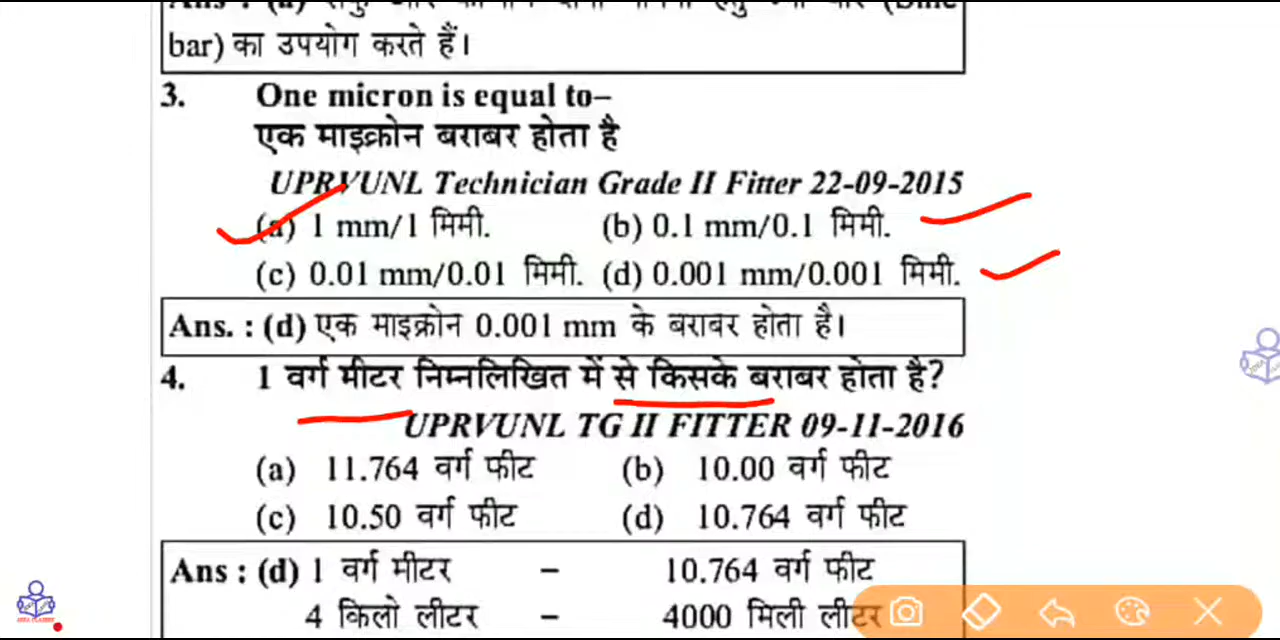 bar) का उपयोग करते हैं।
3. One micron is equal to–
एक माइक्रोन बराबर होता है
UPRVUNL Technician Grade II Fitter 22-09-2015
(a) 1 mm/1 मिमी. (b) 0.1 mm/0.1 मिमी.
(c) 0.01 mm/0.01 मिमी. (d) 0.001 mm/0.001 मिमी.
Ans. : (d) एक माइक्रोन 0.001 mm के बराबर होता है।
4. 1 वर्ग मीटर निम्नलिखित में से किसके बराबर होता है?
UPRVUNL TG II FITTER 09-11-2016
(a) 11.764 वर्ग फीट (b) 10.00 वर्ग फीट
(c) 10.50 वर्ग फीट (d) 10.764 वर्ग फीट
Ans : (d) 1 वर्ग मीटर – 10.764 वर्ग फीट
4 किलो लीटर – 4000 मिली लीटर